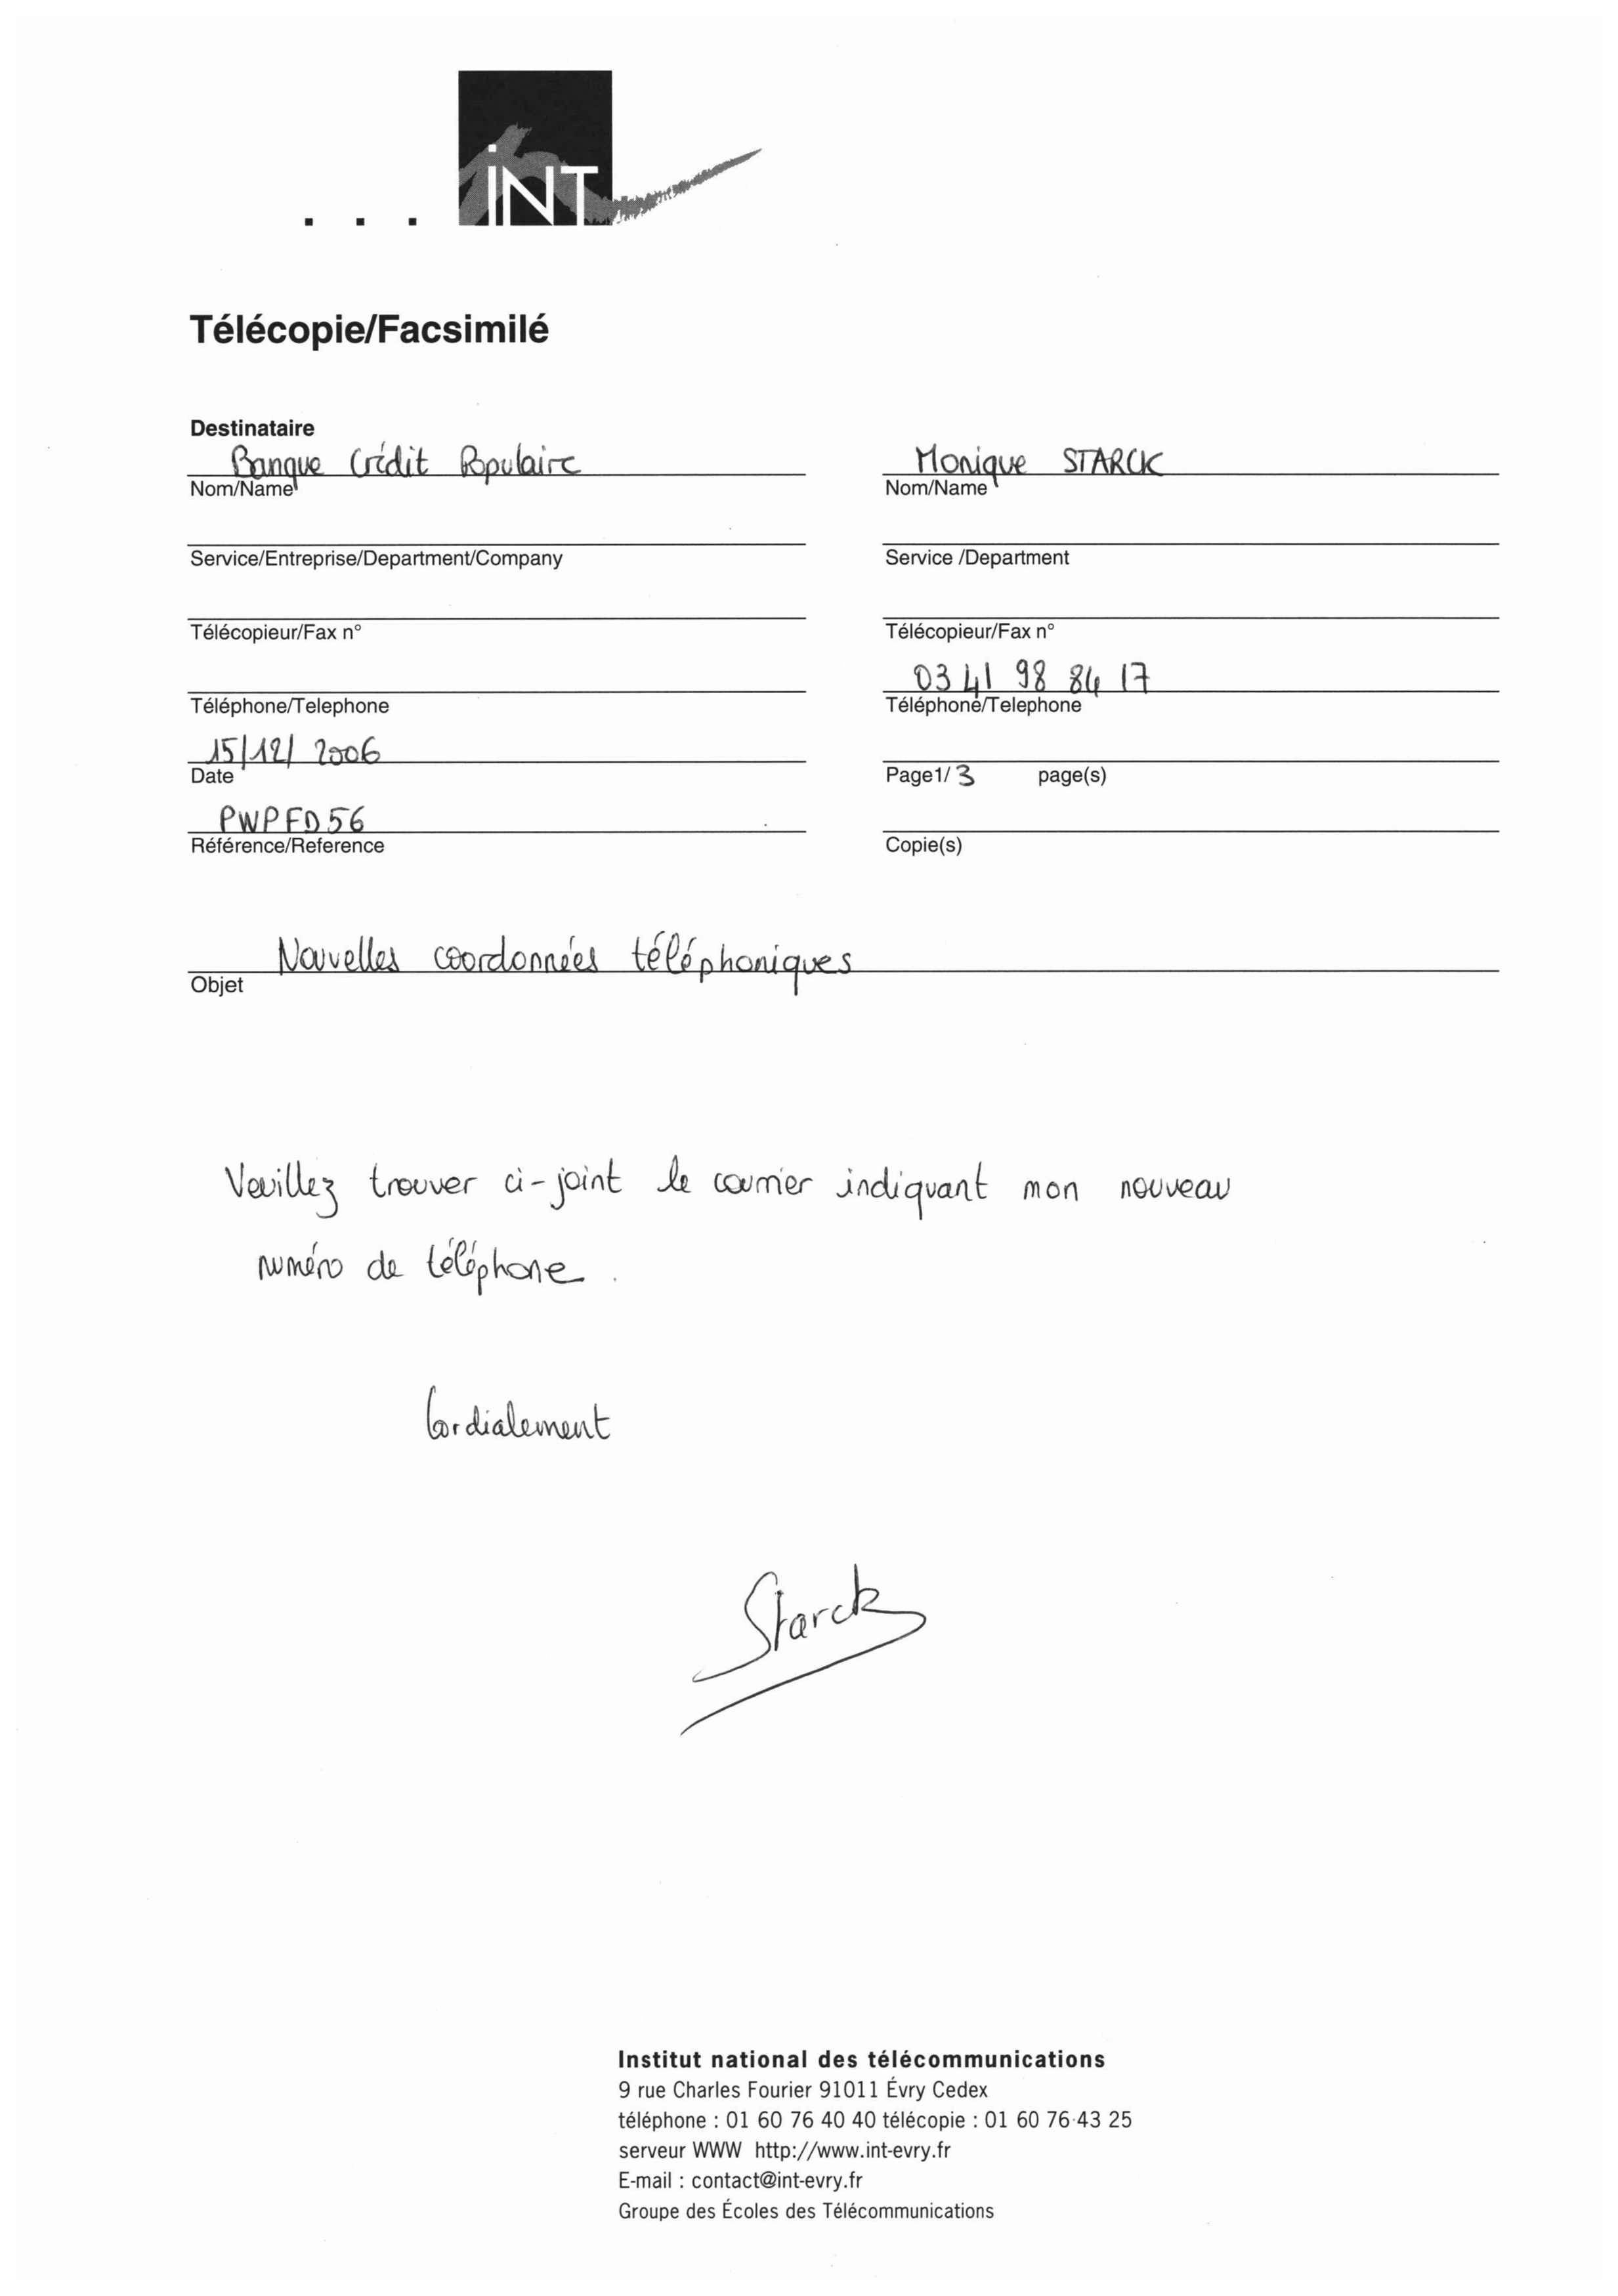 iNT
Télécopie/Facsimilé
Destinataire
Banque Crédit Populaire
Nom/Name
Monique STARCK
Nom/Name
Service/Entreprise/Department/Company
Service /Department
Télécopieur/Fax n°
Télécopieur/Fax n°
03 41 98 84 17
Téléphone/Telephone
Téléphone/Telephone
15/12/2006
Date
Page1/3 page(s)
PWPFD56
Référence/Reference
Copie(s)
Nouvelles coordonnées téléphoniques
Objet
Veuillez trouver ci-joint le courrier indiquant mon nouveau
numéro de téléphone.
Cordialement
Starck
Institut national des télécommunications
9 rue Charles Fourier 91011 Évry Cedex
téléphone : 01 60 76 40 40 télécopie : 01 60 76 43 25
serveur WWW http://www.int-evry.fr
E-mail : contact@int-evry.fr
Groupe des Écoles des Télécommunications